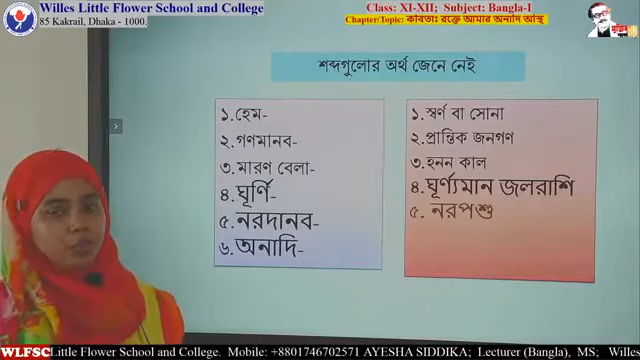 Willes Little Flower School and College
85 Kakrail, Dhaka - 1000.
Class: XI-XII; Subject: Bangla-I
Chapter/Topic: কবিতা: রক্তে আমার অনাদি অস্থি
শব্দগুলোর অর্থ জেনে নেই
১.হেম-
২.গণমানব-
৩.মারণ বেলা-
৪.ঘূর্ণি-
৫.নরদানব-
৬.অনাদি-
১.স্বর্ণ বা সোনা
২.প্রান্তিক জনগণ
৩.হনন কাল
৪.ঘূর্ণ্যমান জলরাশি
৫. নরপশু
WLFSC Little Flower School and College. Mobile: +8801746702571 AYESHA SIDDIKA; Lecturer (Bangla), MS; Willes